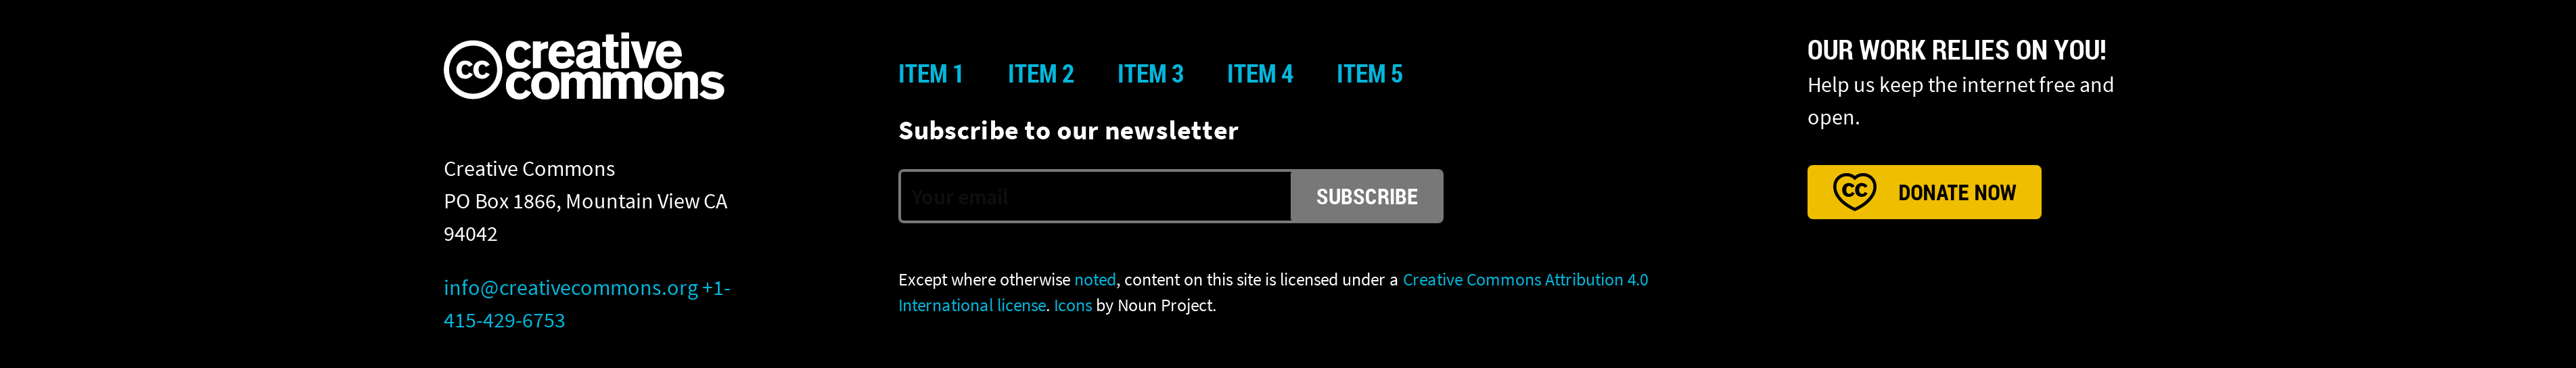 cc creative
commons
Creative Commons
PO Box 1866, Mountain View CA
94042
info@creativecommons.org +1-
415-429-6753
ITEM 1 ITEM 2 ITEM 3 ITEM 4 ITEM 5
Subscribe to our newsletter
Your email SUBSCRIBE
Except where otherwise noted, content on this site is licensed under a Creative Commons Attribution 4.0
International license. Icons by Noun Project.
OUR WORK RELIES ON YOU!
Help us keep the internet free and
open.
cc DONATE NOW